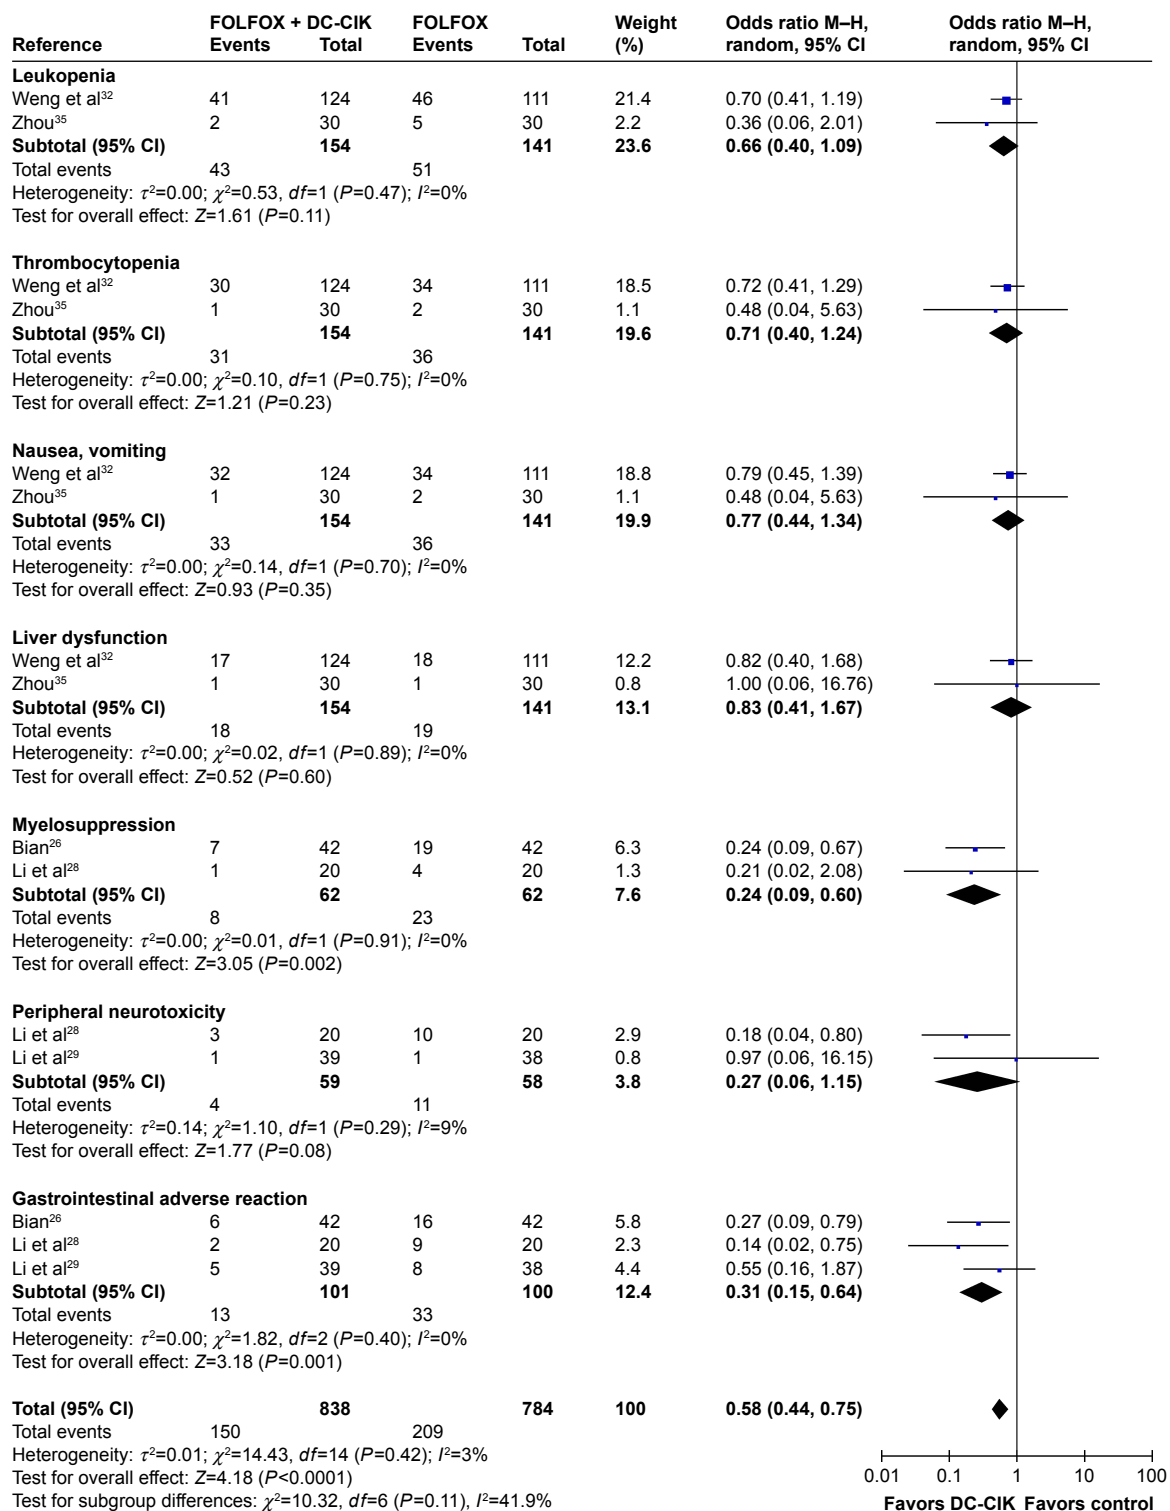 FOLFOX + DC-CIK FOLFOX Weight Odds ratio M–H, Odds ratio M–H,
Reference Events Total Events Total (%) random, 95% CI random, 95% CI
Leukopenia
Weng et al32 41 124 46 111 21.4 0.70 (0.41, 1.19)
Zhou35 2 30 5 30 2.2 0.36 (0.06, 2.01)
Subtotal (95% CI) 154 141 23.6 0.66 (0.40, 1.09)
Total events 43 51
Heterogeneity: τ2=0.00; χ2=0.53, df=1 (P=0.47); I2=0%
Test for overall effect: Z=1.61 (P=0.11)
Thrombocytopenia
Weng et al32 30 124 34 111 18.5 0.72 (0.41, 1.29)
Zhou35 1 30 2 30 1.1 0.48 (0.04, 5.63)
Subtotal (95% CI) 154 141 19.6 0.71 (0.40, 1.24)
Total events 31 36
Heterogeneity: τ2=0.00; χ2=0.10, df=1 (P=0.75); I2=0%
Test for overall effect: Z=1.21 (P=0.23)
Nausea, vomiting
Weng et al32 32 124 34 111 18.8 0.79 (0.45, 1.39)
Zhou35 1 30 2 30 1.1 0.48 (0.04, 5.63)
Subtotal (95% CI) 154 141 19.9 0.77 (0.44, 1.34)
Total events 33 36
Heterogeneity: τ2=0.00; χ2=0.14, df=1 (P=0.70); I2=0%
Test for overall effect: Z=0.93 (P=0.35)
Liver dysfunction
Weng et al32 17 124 18 111 12.2 0.82 (0.40, 1.68)
Zhou35 1 30 1 30 0.8 1.00 (0.06, 16.76)
Subtotal (95% CI) 154 141 13.1 0.83 (0.41, 1.67)
Total events 18 19
Heterogeneity: τ2=0.00; χ2=0.02, df=1 (P=0.89); I2=0%
Test for overall effect: Z=0.52 (P=0.60)
Myelosuppression
Bian26 7 42 19 42 6.3 0.24 (0.09, 0.67)
Li et al28 1 20 4 20 1.3 0.21 (0.02, 2.08)
Subtotal (95% CI) 62 62 7.6 0.24 (0.09, 0.60)
Total events 8 23
Heterogeneity: τ2=0.00; χ2=0.01, df=1 (P=0.91); I2=0%
Test for overall effect: Z=3.05 (P=0.002)
Peripheral neurotoxicity
Li et al28 3 20 10 20 2.9 0.18 (0.04, 0.80)
Li et al29 1 39 1 38 0.8 0.97 (0.06, 16.15)
Subtotal (95% CI) 59 58 3.8 0.27 (0.06, 1.15)
Total events 4 11
Heterogeneity: τ2=0.14; χ2=1.10, df=1 (P=0.29); I2=9%
Test for overall effect: Z=1.77 (P=0.08)
Gastrointestinal adverse reaction
Bian26 6 42 16 42 5.8 0.27 (0.09, 0.79)
Li et al28 2 20 9 20 2.3 0.14 (0.02, 0.75)
Li et al29 5 39 8 38 4.4 0.55 (0.16, 1.87)
Subtotal (95% CI) 101 100 12.4 0.31 (0.15, 0.64)
Total events 13 33
Heterogeneity: τ2=0.00; χ2=1.82, df=2 (P=0.40); I2=0%
Test for overall effect: Z=3.18 (P=0.001)
Total (95% CI) 838 784 100 0.58 (0.44, 0.75)
Total events 150 209
Heterogeneity: τ2=0.01; χ2=14.43, df=14 (P=0.42); I2=3%
Test for overall effect: Z=4.18 (P<0.0001)
0.01 0.1 1 10 100
Test for subgroup differences: χ2=10.32, df=6 (P=0.11), I2=41.9%
Favors DC-CIK Favors control